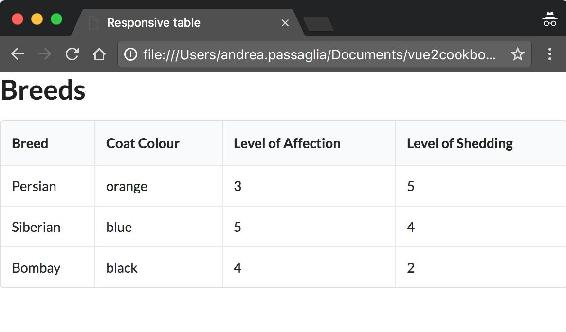 Responsive table
file:///Users/andrea.passaglia/Documents/vue2cookbo...
Breeds
Breed Coat Colour Level of Affection Level of Shedding
Persian orange 3 5
Siberian blue 5 4
Bombay black 4 2